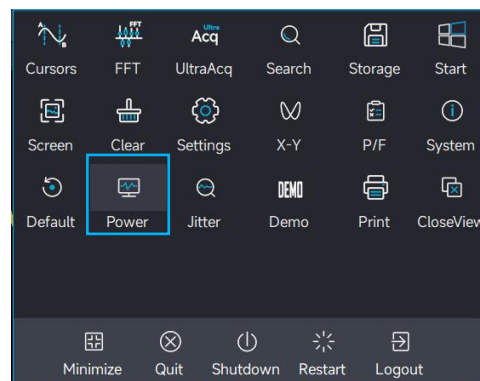 FFT
Ultra
Acq
Cursors FFT UltraAcq Search Storage Start
Screen Clear Settings X-Y P/F System
DEMO
Default Power Jitter Demo Print CloseView
Minimize Quit Shutdown Restart Logout